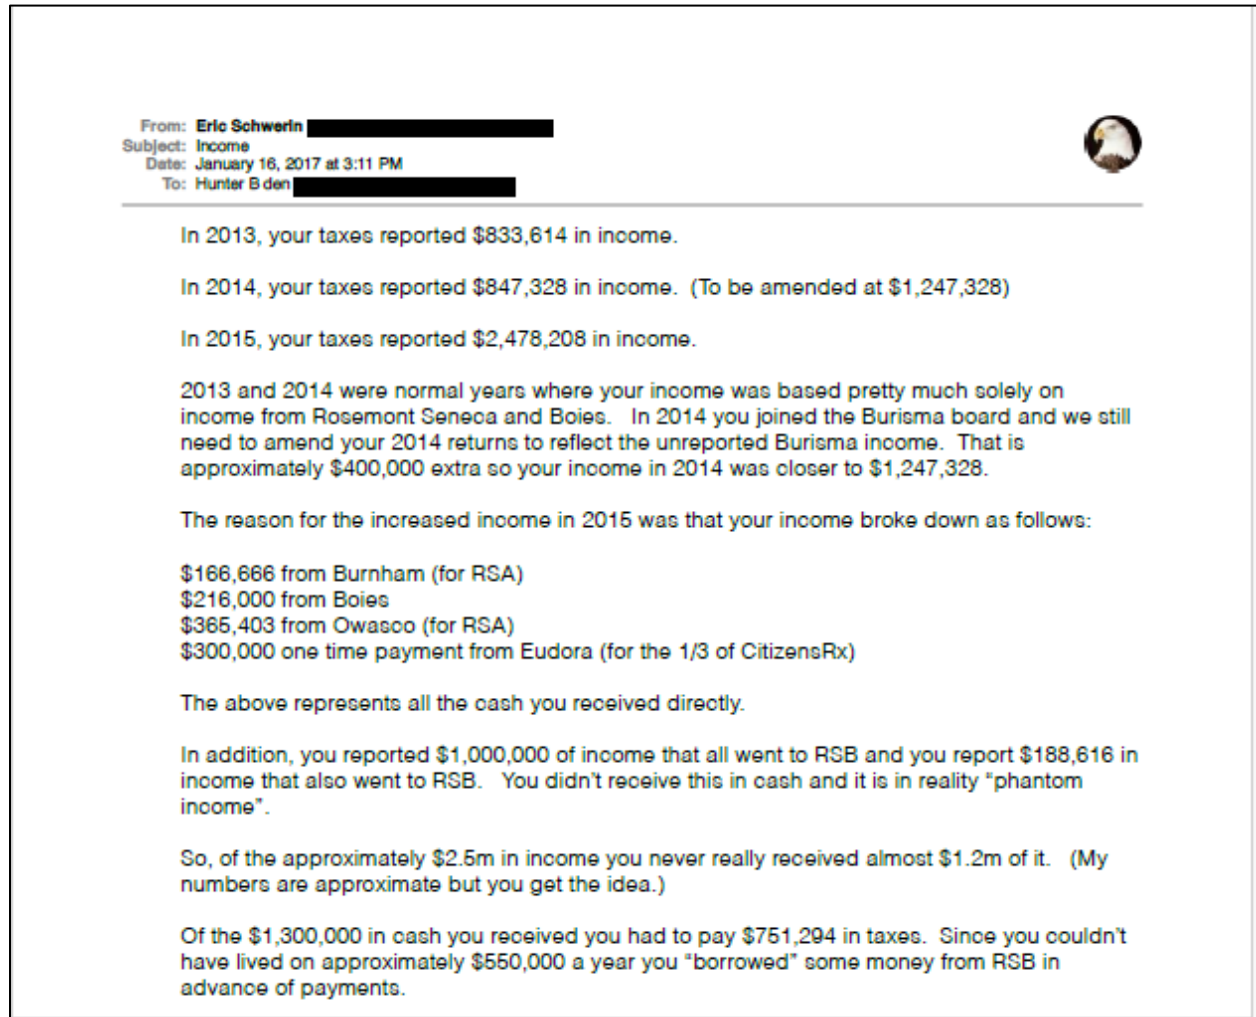 From: Eric Schwerin
Subject: Income
Date: January 16, 2017 at 3:11 PM
To: Hunter B den
In 2013, your taxes reported $833,614 in income.
In 2014, your taxes reported $847,328 in income. (To be amended at $1,247,328)
In 2015, your taxes reported $2,478,208 in income.
2013 and 2014 were normal years where your income was based pretty much solely on
income from Rosemont Seneca and Boies. In 2014 you joined the Burisma board and we still
need to amend your 2014 returns to reflect the unreported Burisma income. That is
approximately $400,000 extra so your income in 2014 was closer to $1,247,328.
The reason for the increased income in 2015 was that your income broke down as follows:
$166,666 from Burnham (for RSA)
$216,000 from Boies
$365,403 from Owasco (for RSA)
$300,000 one time payment from Eudora (for the 1/3 of CitizensRx)
The above represents all the cash you received directly.
In addition, you reported $1,000,000 of income that all went to RSB and you report $188,616 in
income that also went to RSB. You didn't receive this in cash and it is in reality "phantom
income".
So, of the approximately $2.5m in income you never really received almost $1.2m of it. (My
numbers are approximate but you get the idea.)
Of the $1,300,000 in cash you received you had to pay $751,294 in taxes. Since you couldn't
have lived on approximately $550,000 a year you "borrowed" some money from RSB in
advance of payments.